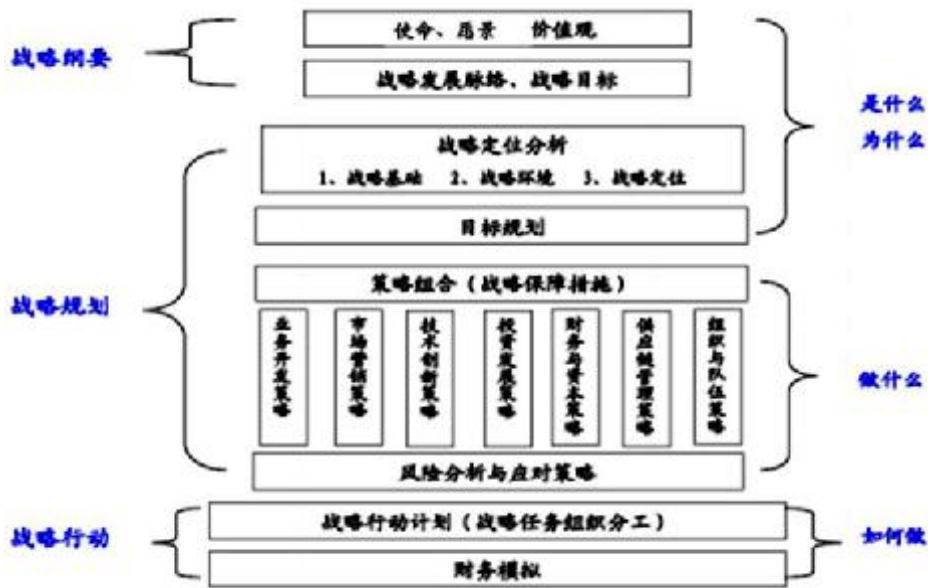 使命、愿景 价值观
战略纲要
战略发展脉络、战略目标
是什么
为什么
战略定位分析
1、战略基础 2、战略环境 3、战略定位
目标规划
战略规划
策略组合（战略保障措施）
业务开发策略
市场营销策略
技术创新策略
投资发展策略
财务与资本策略
供应链管理策略
组织与队伍策略
做什么
风险分析与应对策略
战略行动
战略行动计划（战略任务组织分工）
如何做
财务模拟